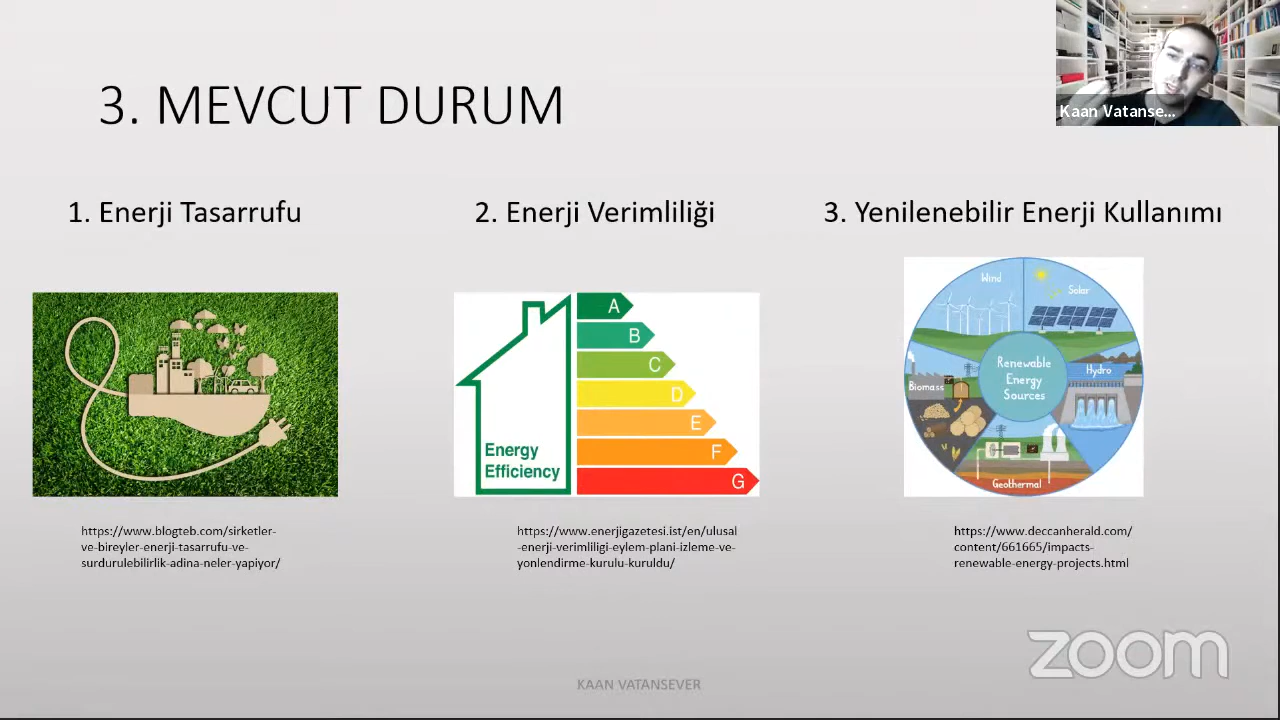 3. MEVCUT DURUM
Kaan Vatanse...
1. Enerji Tasarrufu
2. Enerji Verimliliği
3. Yenilenebilir Enerji Kullanımı
A
B
C
D
E
F
G
Energy
Efficiency
Wind
Solar
Renewable
Energy
Sources
Hydro
Biomass
Geothermal
https://www.blogteb.com/sirketler-
ve-bireyler-enerji-tasarrufu-ve-
surdurulebilirlik-adina-neler-yapiyor/
https://www.enerjigazetesi.ist/en/ulusal
-enerji-verimliligi-eylem-plani-izleme-ve-
yonlendirme-kurulu-kuruldu/
https://www.deccanherald.com/
content/661665/impacts-
renewable-energy-projects.html
zoom
KAAN VATANSEVER